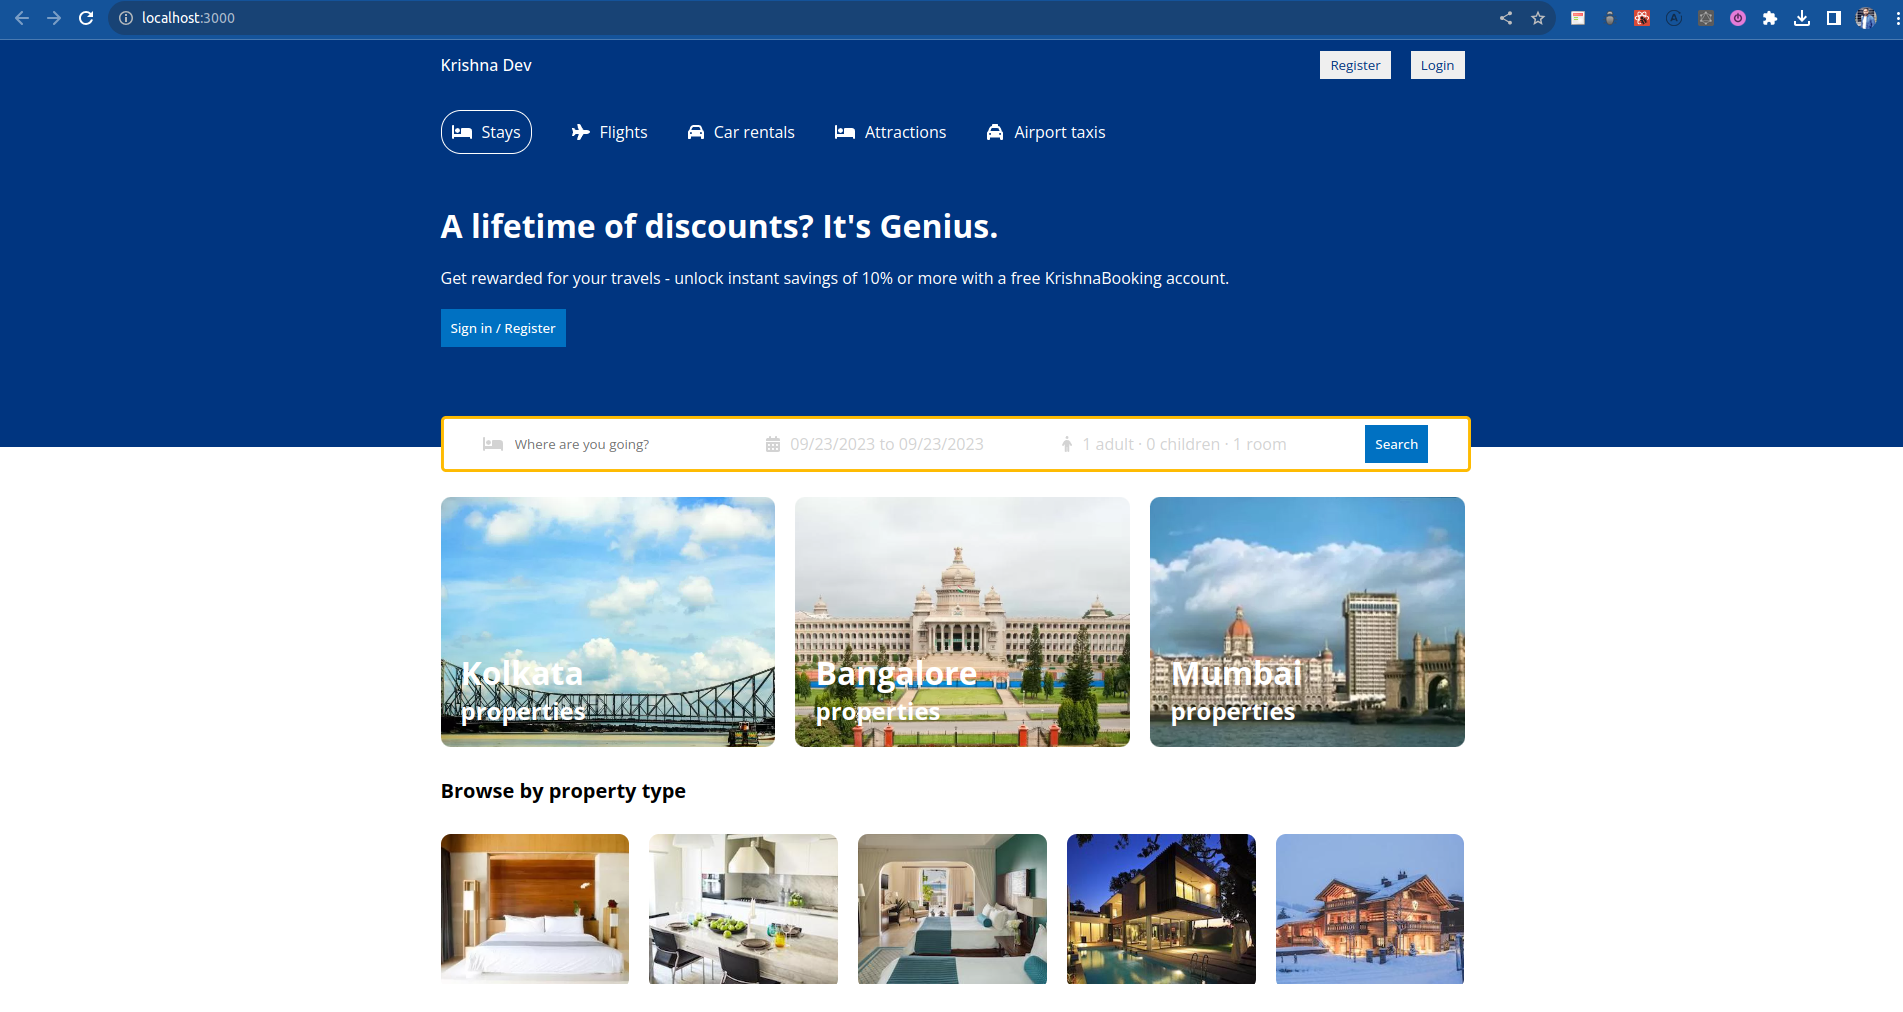 localhost:3000
Krishna Dev
Register
Login
Stays
Flights
Car rentals
Attractions
Airport taxis
A lifetime of discounts? It's Genius.
Get rewarded for your travels - unlock instant savings of 10% or more with a free KrishnaBooking account.
Sign in / Register
Where are you going?
09/23/2023 to 09/23/2023
1 adult · 0 children · 1 room
Search
Kolkata
properties
Bangalore
properties
Mumbai
properties
Browse by property type